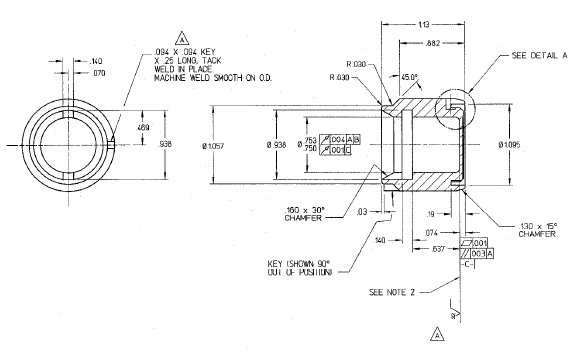 A
.094 X .094 KEY
X .25 LONG, TACK
WELD IN PLACE
MACHINE WELD SMOOTH ON O.D.
.140
.070
.469
.938
1.13
.882
R .030
R .030
45.0°
SEE DETAIL A
Ø 1.057
Ø .938
Ø .753
.750
.004 A B
.001 C
Ø 1.095
.160 x 30°
CHAMFER
.03
.19
.130 x 15°
CHAMFER
.074
.140
.637
.001
// .003 A
-C-
KEY (SHOWN 90°
OUT OF POSITION)
SEE NOTE 2
A